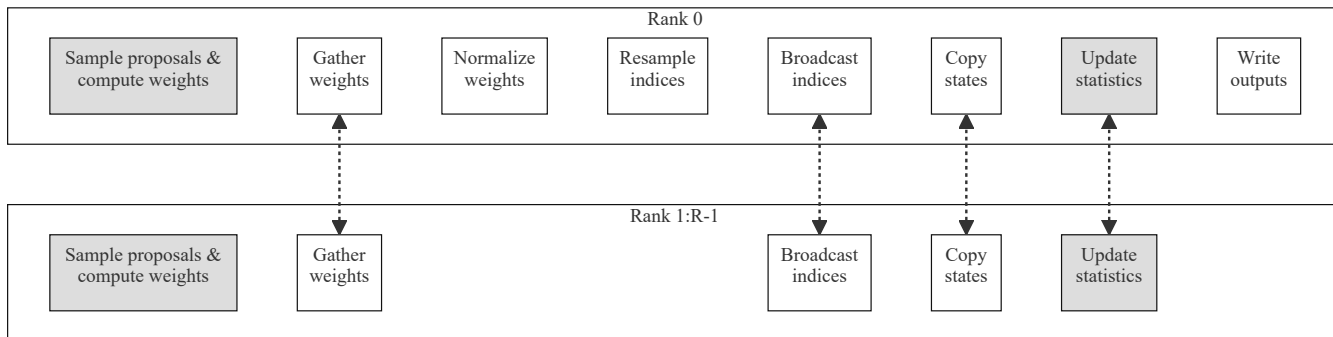 Rank 0
Sample proposals &
compute weights
Gather
weights
Normalize
weights
Resample
indices
Broadcast
indices
Copy
states
Update
statistics
Write
outputs
Rank 1:R-1
Sample proposals &
compute weights
Gather
weights
Broadcast
indices
Copy
states
Update
statistics